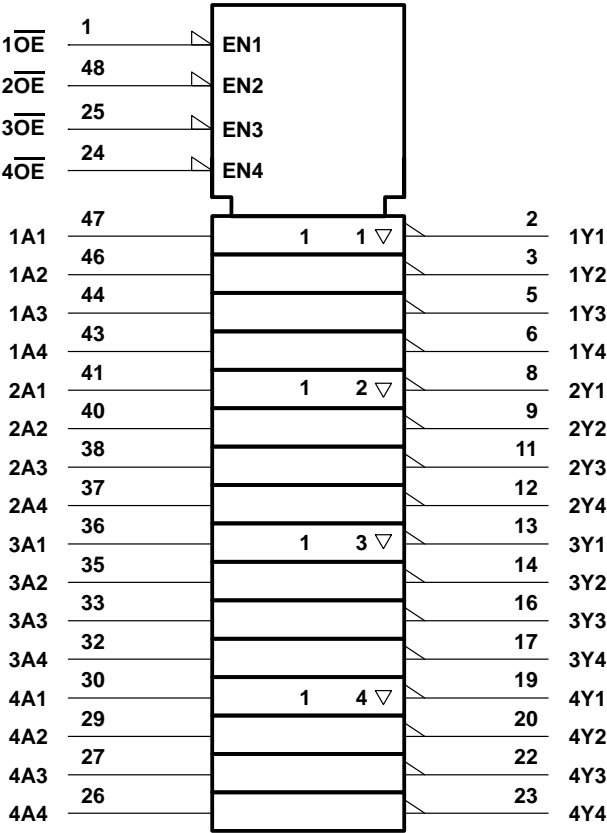 1O̅E̅ 1 EN1
2O̅E̅ 48 EN2
3O̅E̅ 25 EN3
4O̅E̅ 24 EN4
1A1 47 1 1 ▽ 2 1Y1
1A2 46 3 1Y2
1A3 44 5 1Y3
1A4 43 6 1Y4
2A1 41 1 2 ▽ 8 2Y1
2A2 40 9 2Y2
2A3 38 11 2Y3
2A4 37 12 2Y4
3A1 36 1 3 ▽ 13 3Y1
3A2 35 14 3Y2
3A3 33 16 3Y3
3A4 32 17 3Y4
4A1 30 1 4 ▽ 19 4Y1
4A2 29 20 4Y2
4A3 27 22 4Y3
4A4 26 23 4Y4